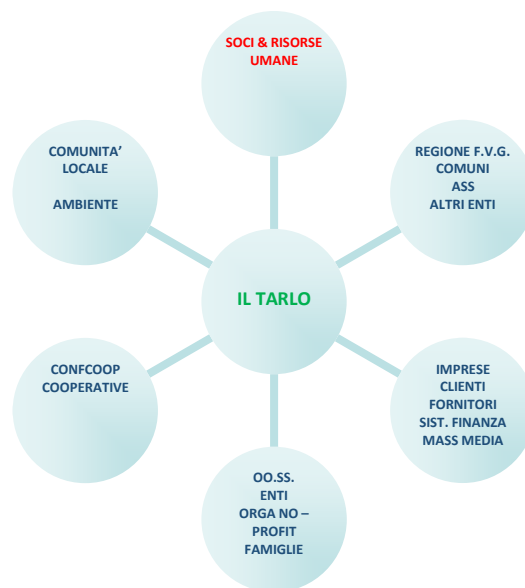 SOCI & RISORSE
UMANE
COMUNITA'
LOCALE
AMBIENTE
REGIONE F.V.G.
COMUNI
ASS
ALTRI ENTI
IL TARLO
CONFCOOP
COOPERATIVE
IMPRESE
CLIENTI
FORNITORI
SIST. FINANZA
MASS MEDIA
OO.SS.
ENTI
ORGA NO –
PROFIT
FAMIGLIE